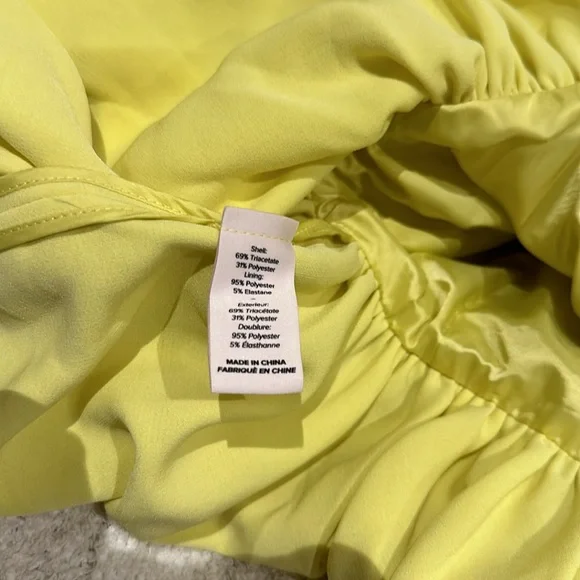 Shell:
69% Triacetate
31% Polyester
Lining:
95% Polyester
5% Elastane
–
Exterieur:
69% Triacétate
31% Polyester
Doublure:
95% Polyester
5% Élasthanne
MADE IN CHINA
FABRIQUÉ EN CHINE